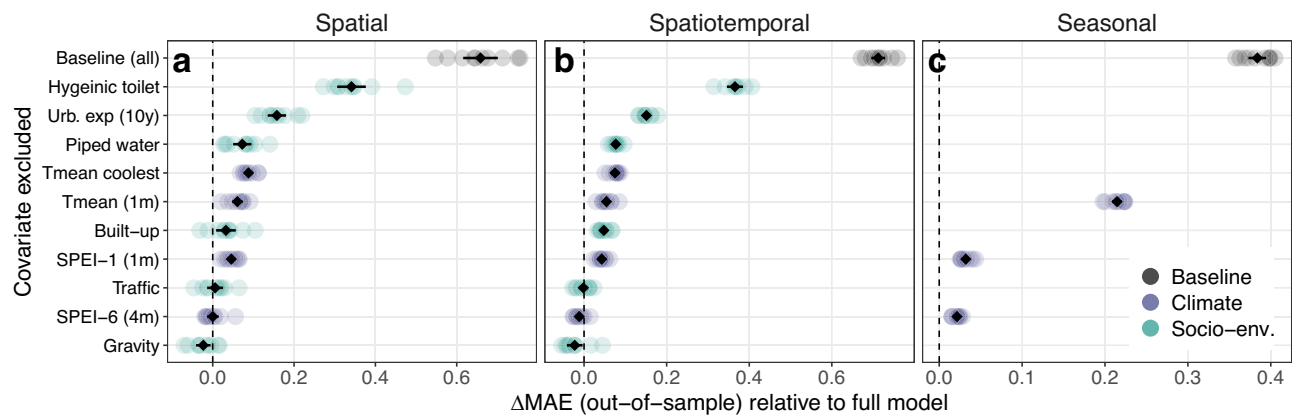 Spatial
Spatiotemporal
Seasonal
a
b
c
Covariate excluded
Baseline (all)
Hygeinic toilet
Urb. exp (10y)
Piped water
Tmean coolest
Tmean (1m)
Built−up
SPEI−1 (1m)
Traffic
SPEI−6 (4m)
Gravity
Baseline
Climate
Socio−env.
0.0 0.2 0.4 0.6
0.0 0.2 0.4 0.6
0.0 0.1 0.2 0.3 0.4
ΔMAE (out−of−sample) relative to full model